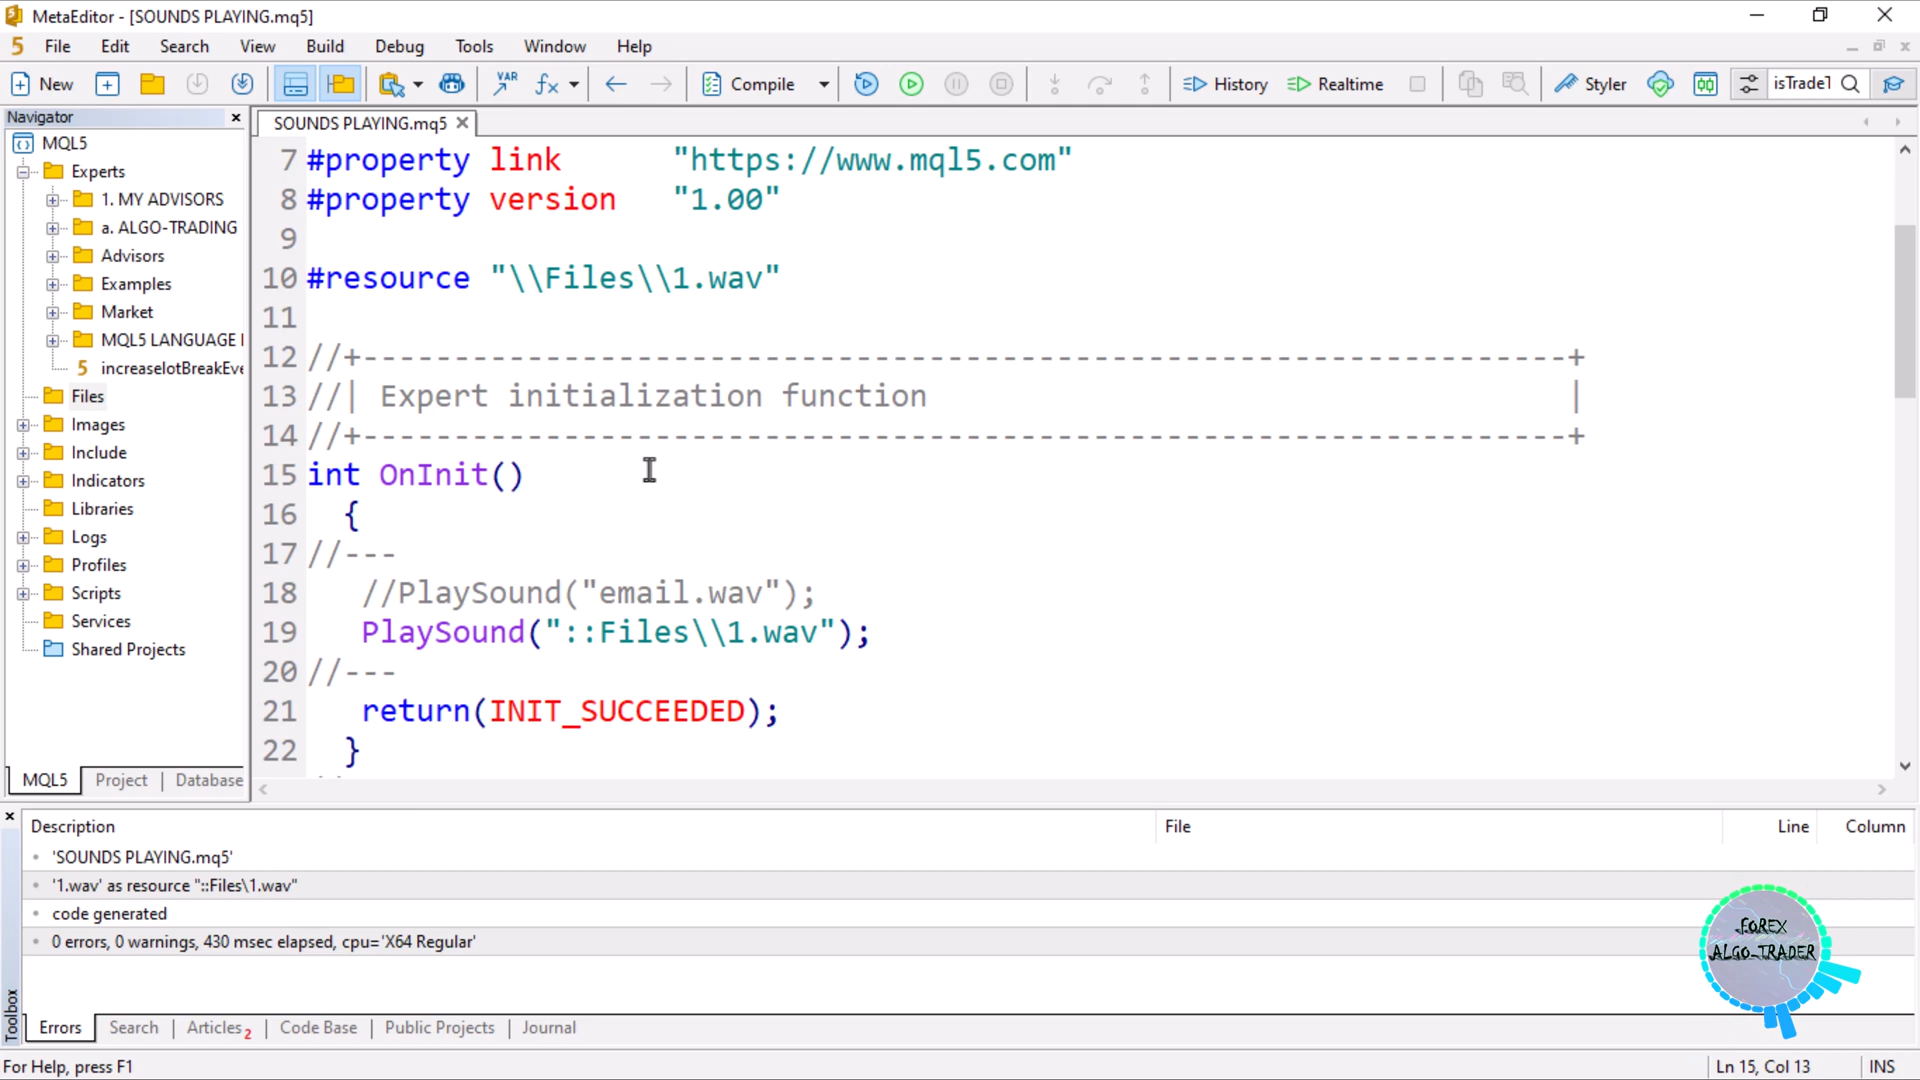 MetaEditor - [SOUNDS PLAYING.mq5]
5 File Edit Search View Build Debug Tools Window Help
New VAR fx Compile History Realtime Styler isTradeT
Navigator
SOUNDS PLAYING.mq5
MQL5
Experts
1. MY ADVISORS
a. ALGO-TRADING
Advisors
Examples
Market
MQL5 LANGUAGE
5 increaselotBreakEve
Files
Images
Include
Indicators
Libraries
Logs
Profiles
Scripts
Services
Shared Projects
MQL5 Project Database
7 #property link "https://www.mql5.com"
8 #property version "1.00"
9
10 #resource "\\Files\\1.wav"
11
12 //+------------------------------------------------------------------+
13 //| Expert initialization function |
14 //+------------------------------------------------------------------+
15 int OnInit()
16 {
17 //---
18 //PlaySound("email.wav");
19 PlaySound("::Files\\1.wav");
20 //---
21 return(INIT_SUCCEEDED);
22 }
Description File Line Column
'SOUNDS PLAYING.mq5'
'1.wav' as resource "::Files\1.wav"
code generated
0 errors, 0 warnings, 430 msec elapsed, cpu='X64 Regular'
FOREX
ALGO-TRADER
Toolbox
Errors Search Articles 2 Code Base Public Projects Journal
For Help, press F1 Ln 15, Col 13 INS